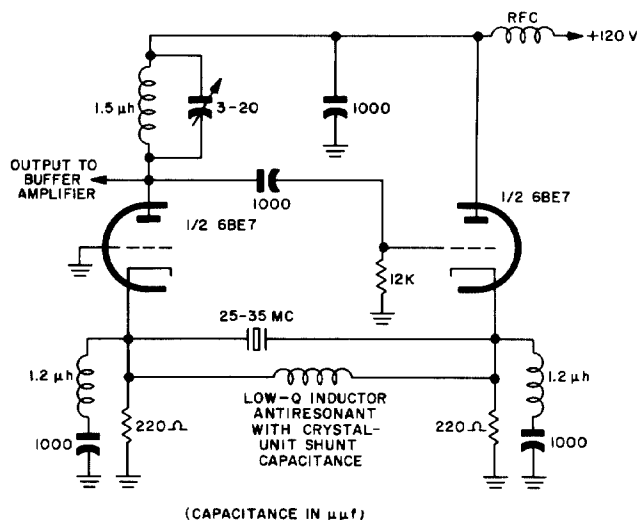 RFC
+120 V
1.5 μh
3-20
1000
OUTPUT TO
BUFFER
AMPLIFIER
1000
1/2 6BE7
1/2 6BE7
12K
25-35 MC
1.2 μh
1.2 μh
LOW-Q INDUCTOR
ANTIRESONANT
WITH CRYSTAL-
UNIT SHUNT
CAPACITANCE
1000
220Ω
220Ω
1000
(CAPACITANCE IN μμf)